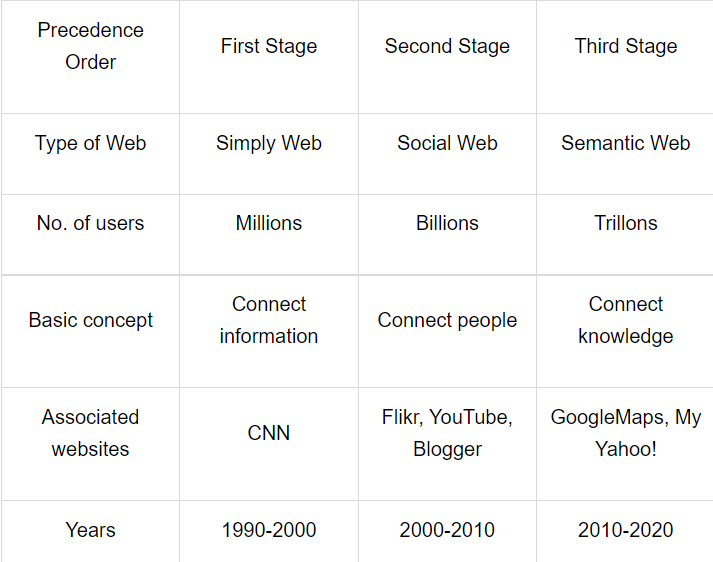 Precedence
Order
First Stage
Second Stage
Third Stage
Type of Web
Simply Web
Social Web
Semantic Web
No. of users
Millions
Billions
Trillons
Basic concept
Connect
information
Connect people
Connect
knowledge
Associated
websites
CNN
Flikr, YouTube,
Blogger
GoogleMaps, My
Yahoo!
Years
1990-2000
2000-2010
2010-2020